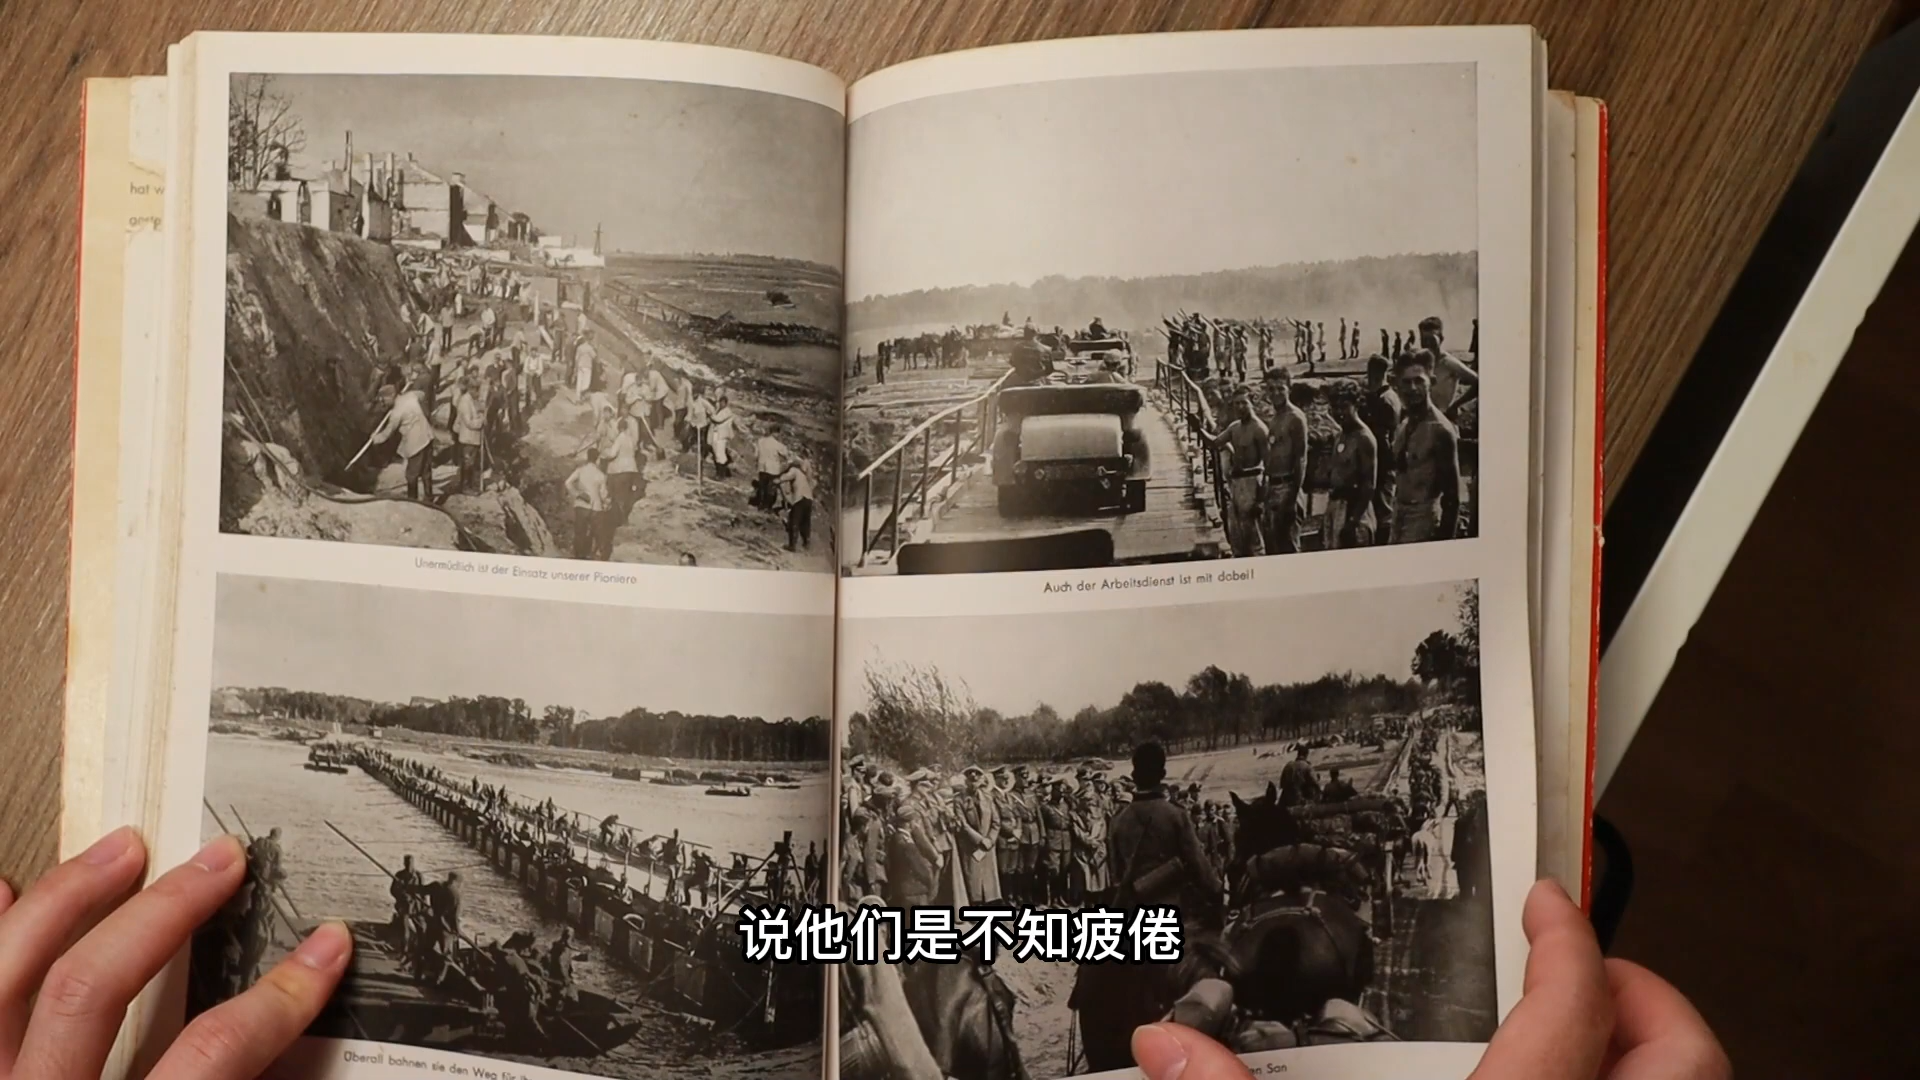 hat w
Unermüdlich ist der Einsatz unserer Pioniere
Auch der Arbeitsdienst ist mit dabei!
说他们是不知疲倦
Überall bahnen sie den Weg für
en San